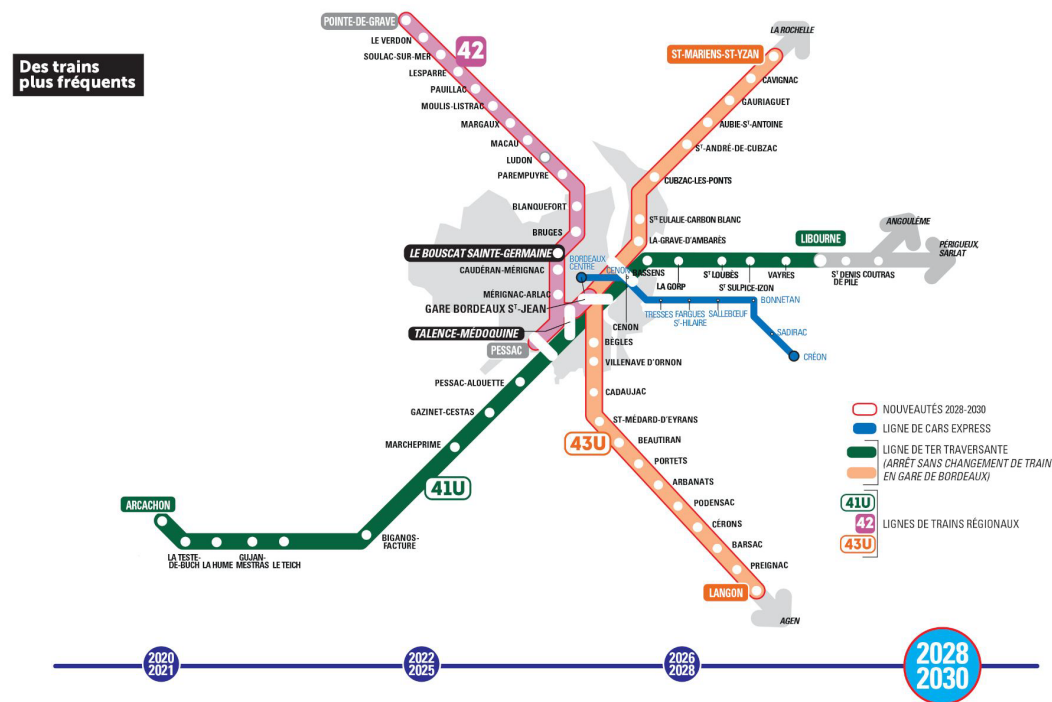 Des trains
plus fréquents
POINTE-DE-GRAVE
LE VERDON
SOULAC-SUR-MER
42
LESPARRE
PAUILLAC
MOULIS-LISTRAC
MARGAUX
MACAU
LUDON
PAREMPUYRE
BLANQUEFORT
BRUGES
LE BOUSCAT SAINTE-GERMAINE
CAUDÉRAN-MÉRIGNAC
MÉRIGNAC-ARLAC
GARE BORDEAUX ST-JEAN
TALENCE-MÉDOQUINE
PESSAC
LA ROCHELLE
ST-MARIENS-ST-YZAN
CAVIGNAC
GAURIAGUET
AUBIE-ST-ANTOINE
ST-ANDRÉ-DE-CUBZAC
CUBZAC-LES-PONTS
STE EULALIE-CARBON BLANC
LA-GRAVE-D'AMBARÈS
BORDEAUX
CENTRE
CENON
BASSENS
LA GORP
ST LOUBÈS
ST SULPICE-IZON
VAYRES
LIBOURNE
ST DENIS
DE PILE
COUTRAS
ANGOULÊME
PÉRIGUEUX,
SARLAT
TRESSES
FARGUES
ST-HILAIRE
SALLEBŒUF
BONNETAN
SADIRAC
CRÉON
CENON
BÈGLES
VILLENAVE D'ORNON
CADAUJAC
ST-MÉDARD-D'EYRANS
43U
BEAUTIRAN
PORTETS
ARBANATS
PODENSAC
CÉRONS
BARSAC
PREIGNAC
LANGON
AGEN
PESSAC-ALOUETTE
GAZINET-CESTAS
MARCHEPRIME
41U
ARCACHON
BIGANOS-
FACTURE
LA TESTE-
DE-BUCH
LA HUME
GUJAN-
MESTRAS
LE TEICH
NOUVEAUTÉS 2028-2030
LIGNE DE CARS EXPRESS
LIGNE DE TER TRAVERSANTE
(ARRÊT SANS CHANGEMENT DE TRAIN
EN GARE DE BORDEAUX)
41U
42
43U
LIGNES DE TRAINS RÉGIONAUX
2020
2021
2022
2025
2026
2028
2028
2030